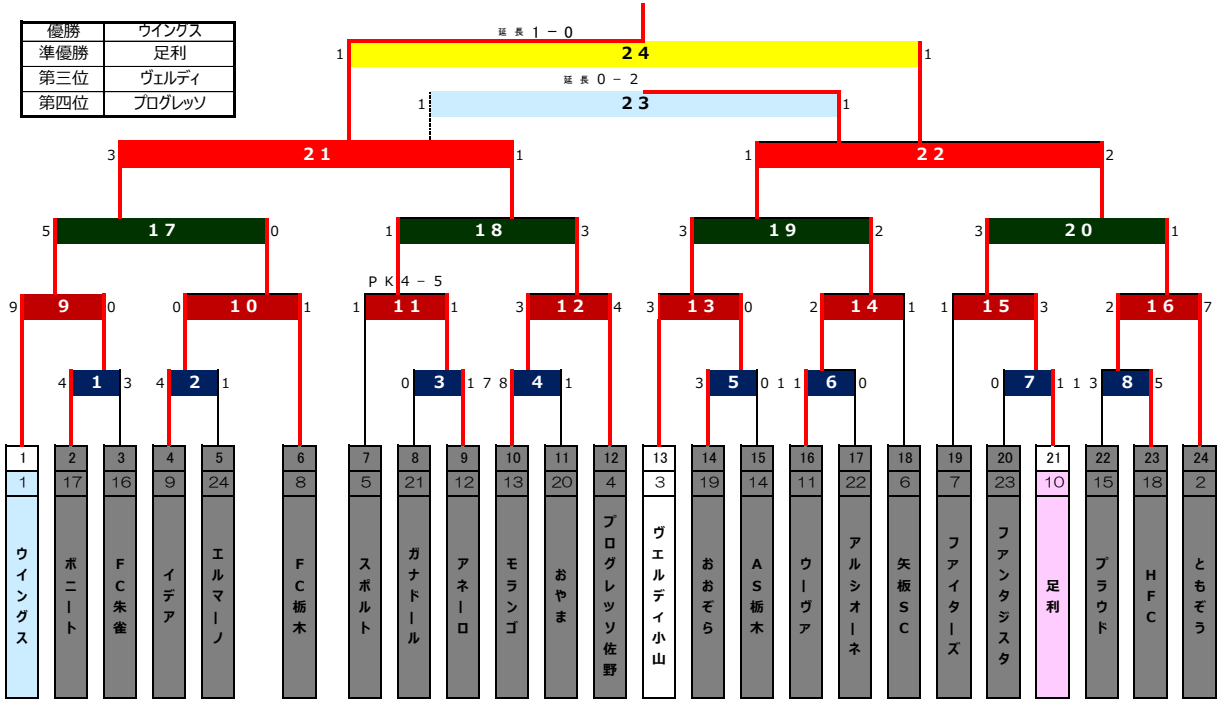 優勝 ウイングス
準優勝 足利
第三位 ヴェルディ
第四位 プログレッソ
延長1-0
1 24 1
延長0-2
1 23 1
3 21 1 1 22 2
5 17 0 1 18 3 3 19 2 3 20 1
PK4-5
9 9 0 0 10 1 1 11 1 3 12 4 3 13 0 2 14 1 1 15 3 2 16 7
4 1 3 4 2 1 0 3 1 7 8 4 1 3 5 0 1 1 6 0 0 7 1 1 3 8 5
1 2 3 4 5 6 7 8 9 10 11 12 13 14 15 16 17 18 19 20 21 22 23 24
1 17 16 9 24 8 5 21 12 13 20 4 3 19 14 11 22 6 7 23 10 15 18 2
ウイングス
ボニート
FC朱雀
イデア
エルマーノ
FC栃木
スボルト
ガナドール
アネーロ
モランゴ
おやま
プログレッソ佐野
ヴエルデイ小山
おおぞら
AS栃木
ウーヴァ
アルシオーネ
矢板SC
ファイターズ
ファンタジスタ
足利
プラウド
HFC
ともぞう